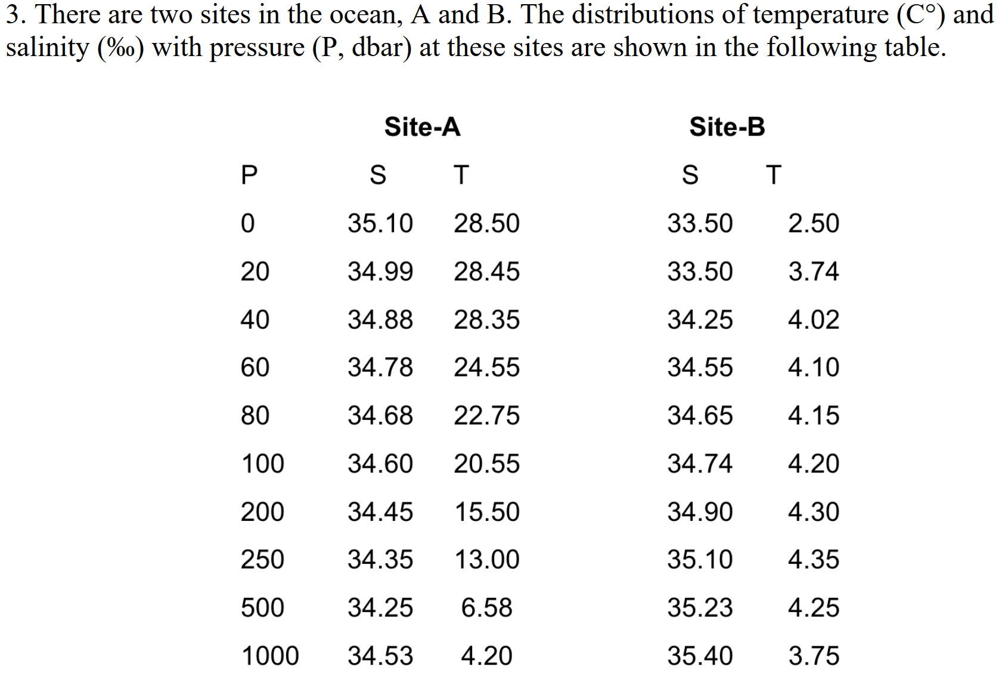 3. There are two sites in the ocean, A and B. The distributions of temperature (C°) and
salinity (‰) with pressure (P, dbar) at these sites are shown in the following table.
Site-A Site-B
P S T S T
0 35.10 28.50 33.50 2.50
20 34.99 28.45 33.50 3.74
40 34.88 28.35 34.25 4.02
60 34.78 24.55 34.55 4.10
80 34.68 22.75 34.65 4.15
100 34.60 20.55 34.74 4.20
200 34.45 15.50 34.90 4.30
250 34.35 13.00 35.10 4.35
500 34.25 6.58 35.23 4.25
1000 34.53 4.20 35.40 3.75